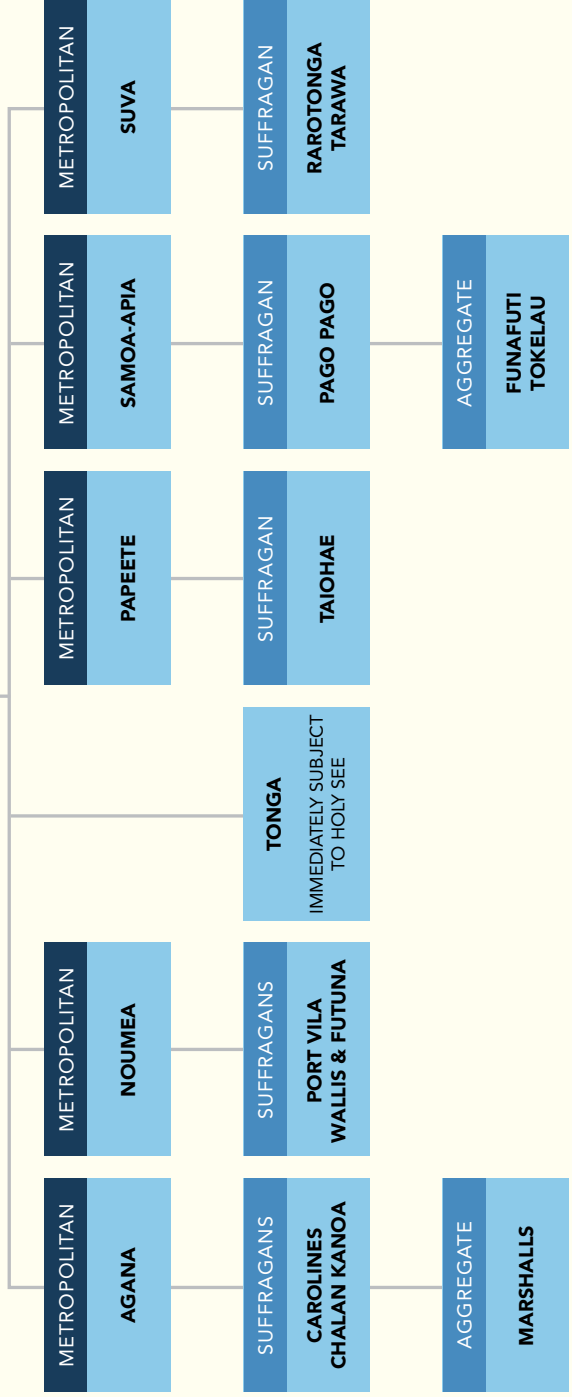 METROPOLITAN
AGANA
SUFFRAGANS
CAROLINES
CHALAN KANOA
AGGREGATE
MARSHALLS
METROPOLITAN
NOUMEA
SUFFRAGANS
PORT VILA
WALLIS & FUTUNA
TONGA
IMMEDIATELY SUBJECT
TO HOLY SEE
METROPOLITAN
PAPEETE
SUFFRAGAN
TAIOHAE
METROPOLITAN
SAMOA-APIA
SUFFRAGAN
PAGO PAGO
AGGREGATE
FUNAFUTI
TOKELAU
METROPOLITAN
SUVA
SUFFRAGAN
RAROTONGA
TARAWA